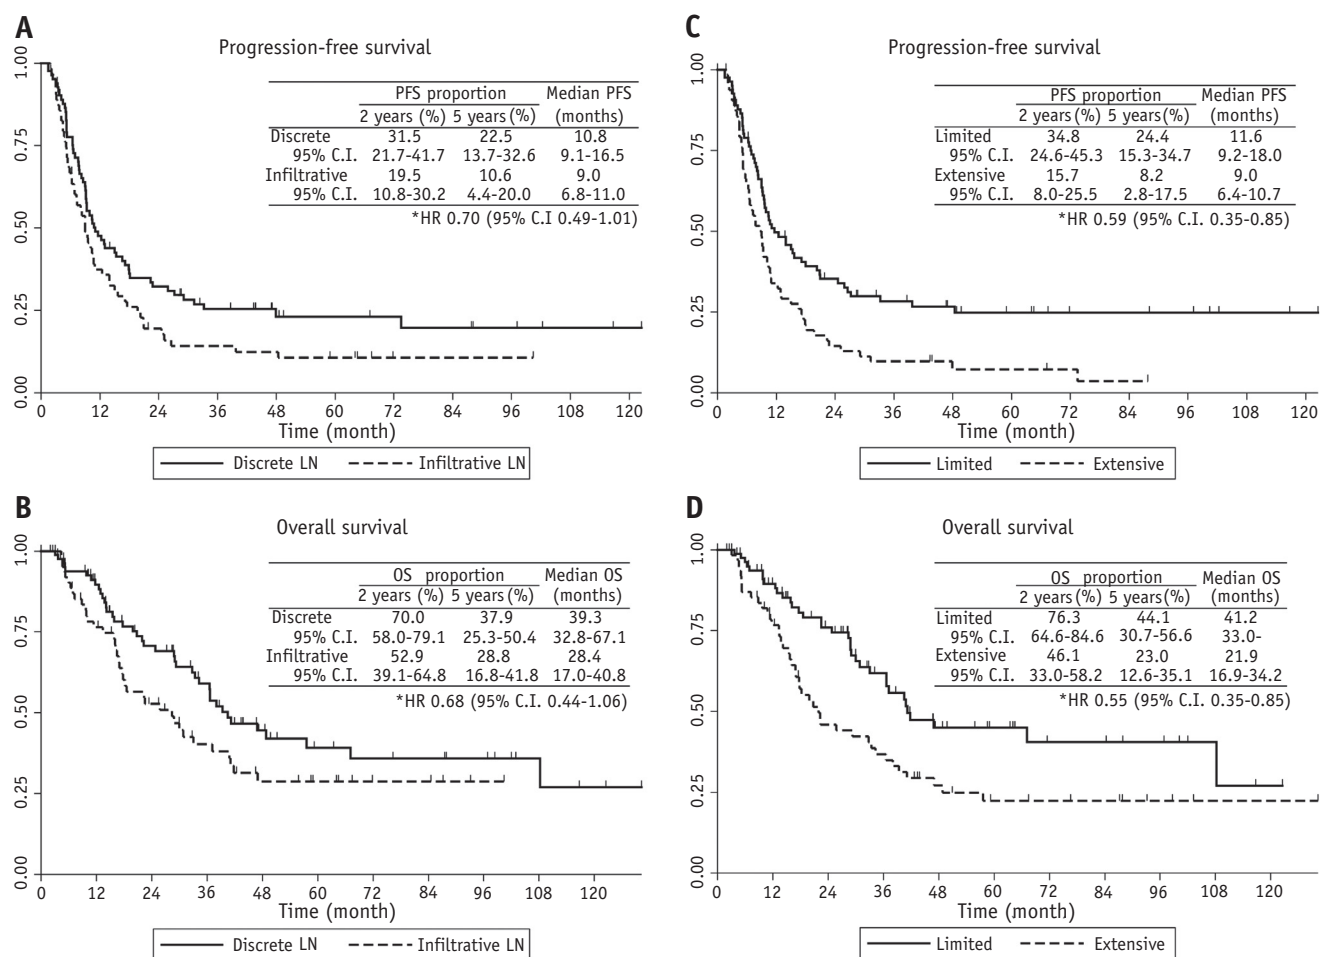 A
Progression-free survival
PFS proportion Median PFS
2 years (%) 5 years (%) (months)
Discrete 31.5 22.5 10.8
95% C.I. 21.7-41.7 13.7-32.6 9.1-16.5
Infiltrative 19.5 10.6 9.0
95% C.I. 10.8-30.2 4.4-20.0 6.8-11.0
*HR 0.70 (95% C.I 0.49-1.01)
1.00
0.75
0.50
0.25
0.00
0 12 24 36 48 60 72 84 96 108 120
Time (month)
Discrete LN Infiltrative LN
B
Overall survival
OS proportion Median OS
2 years (%) 5 years (%) (months)
Discrete 70.0 37.9 39.3
95% C.I. 58.0-79.1 25.3-50.4 32.8-67.1
Infiltrative 52.9 28.8 28.4
95% C.I. 39.1-64.8 16.8-41.8 17.0-40.8
*HR 0.68 (95% C.I. 0.44-1.06)
1.00
0.75
0.50
0.25
0.00
0 12 24 36 48 60 72 84 96 108 120
Time (month)
Discrete LN Infiltrative LN
C
Progression-free survival
PFS proportion Median PFS
2 years (%) 5 years(%) (months)
Limited 34.8 24.4 11.6
95% C.I. 24.6-45.3 15.3-34.7 9.2-18.0
Extensive 15.7 8.2 9.0
95% C.I. 8.0-25.5 2.8-17.5 6.4-10.7
*HR 0.59 (95% C.I. 0.35-0.85)
1.00
0.75
0.50
0.25
0.00
0 12 24 36 48 60 72 84 96 108 120
Time (month)
Limited Extensive
D
Overall survival
OS proportion Median OS
2 years (%) 5 years (%) (months)
Limited 76.3 44.1 41.2
95% C.I. 64.6-84.6 30.7-56.6 33.0-
Extensive 46.1 23.0 21.9
95% C.I. 33.0-58.2 12.6-35.1 16.9-34.2
*HR 0.55 (95% C.I. 0.35-0.85)
1.00
0.75
0.50
0.25
0.00
0 12 24 36 48 60 72 84 96 108 120
Time (month)
Limited Extensive